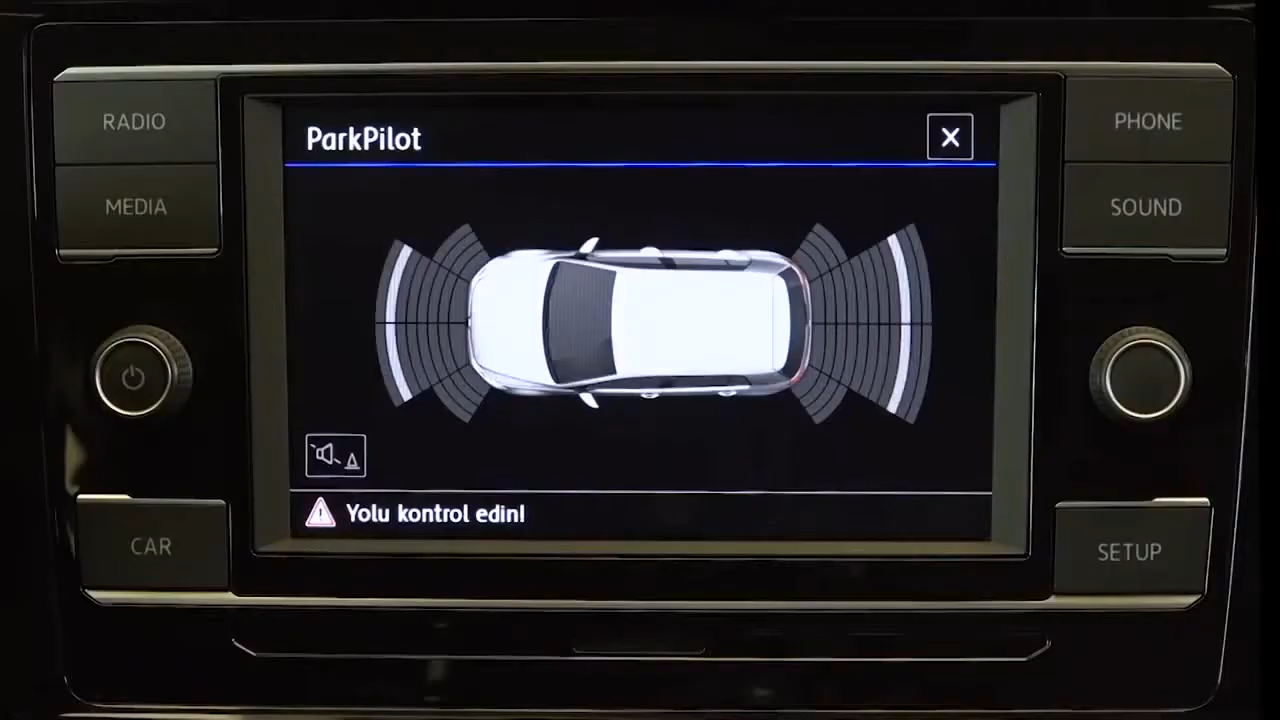 RADIO
MEDIA
ParkPilot
PHONE
SOUND
CAR
Yolu kontrol edin!
SETUP